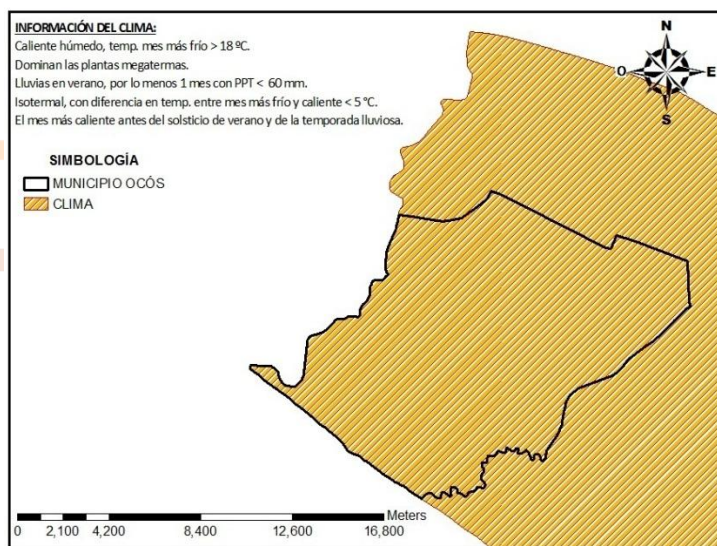 INFORMACIÓN DEL CLIMA:
Caliente húmedo, temp. mes más frío > 18 ºC.
Dominan las plantas megatermas.
Lluvias en verano, por lo menos 1 mes con PPT < 60 mm.
Isotermal, con diferencia en temp. entre mes más frío y caliente < 5 °C.
El mes más caliente antes del solsticio de verano y de la temporada lluviosa.
N
O E
S
SIMBOLOGÍA
MUNICIPIO OCÓS
CLIMA
Meters
0 2,100 4,200 8,400 12,600 16,800